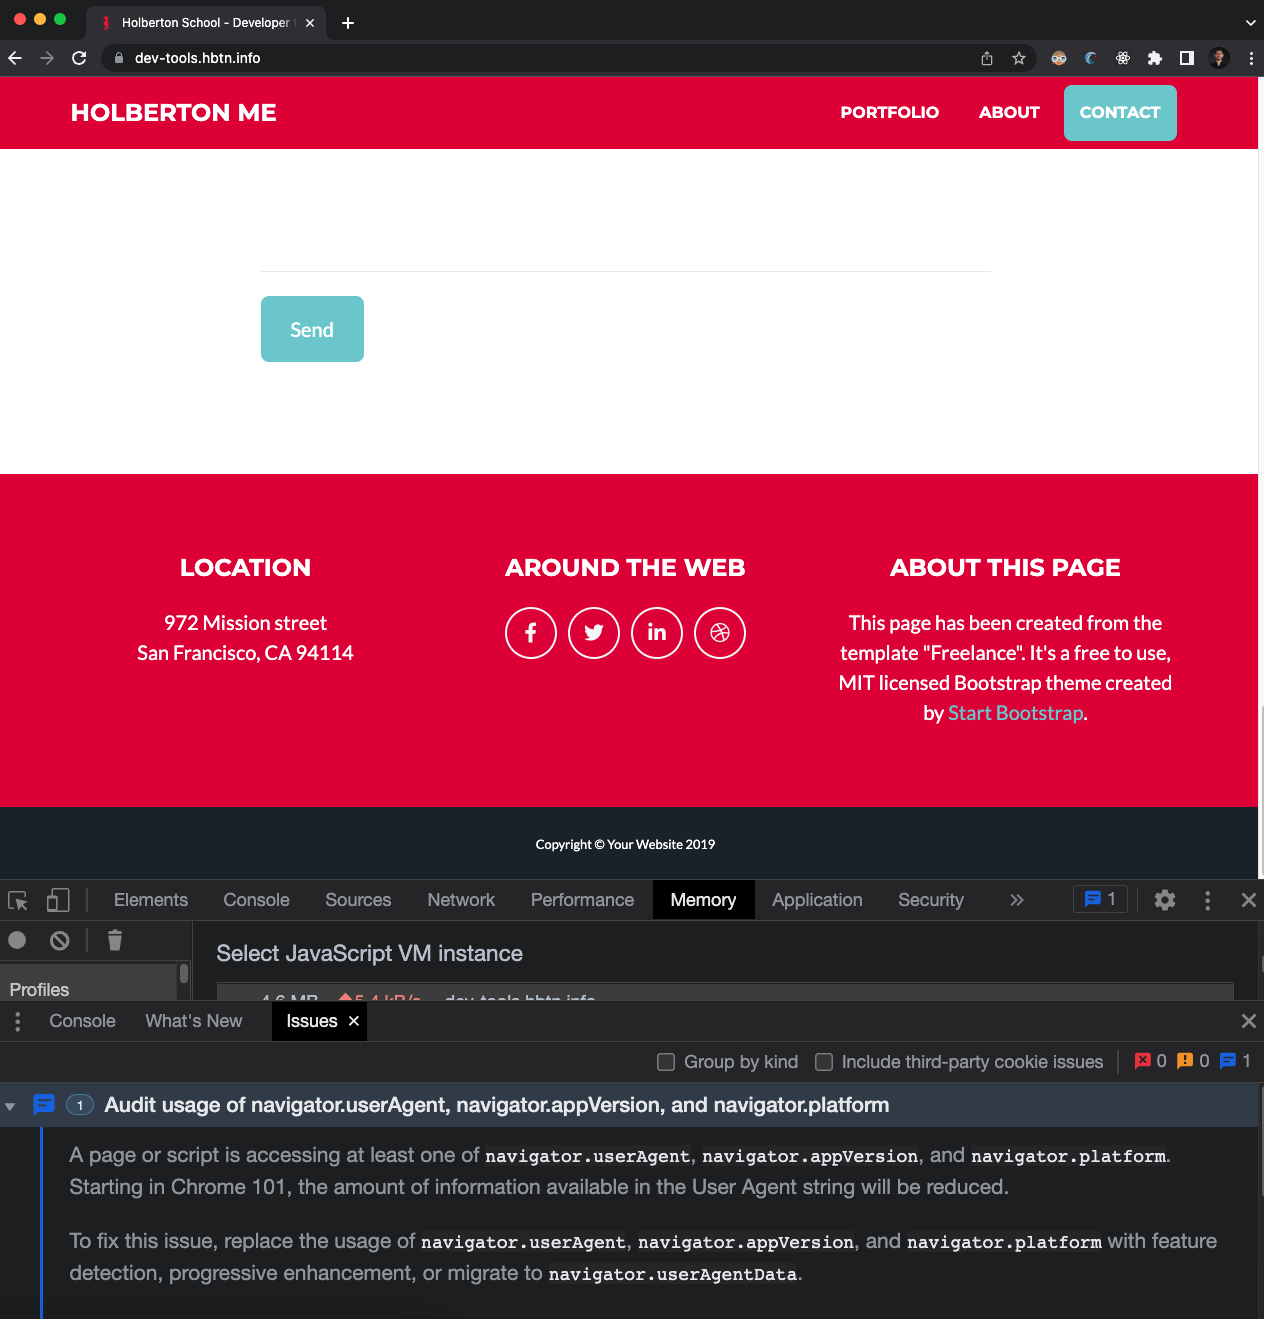 Holberton School - Developer
dev-tools.hbtn.info
HOLBERTON ME
PORTFOLIO
ABOUT
CONTACT
Send
LOCATION
972 Mission street
San Francisco, CA 94114
AROUND THE WEB
ABOUT THIS PAGE
This page has been created from the
template "Freelance". It's a free to use,
MIT licensed Bootstrap theme created
by Start Bootstrap.
Copyright © Your Website 2019
Elements
Console
Sources
Network
Performance
Memory
Application
Security
1
Select JavaScript VM instance
Profiles
4.6 MB 5.4 kB/s dev-tools.hbtn.info
Console
What's New
Issues
Group by kind
Include third-party cookie issues
0
0
1
1 Audit usage of navigator.userAgent, navigator.appVersion, and navigator.platform
A page or script is accessing at least one of navigator.userAgent, navigator.appVersion, and navigator.platform.
Starting in Chrome 101, the amount of information available in the User Agent string will be reduced.
To fix this issue, replace the usage of navigator.userAgent, navigator.appVersion, and navigator.platform with feature
detection, progressive enhancement, or migrate to navigator.userAgentData.